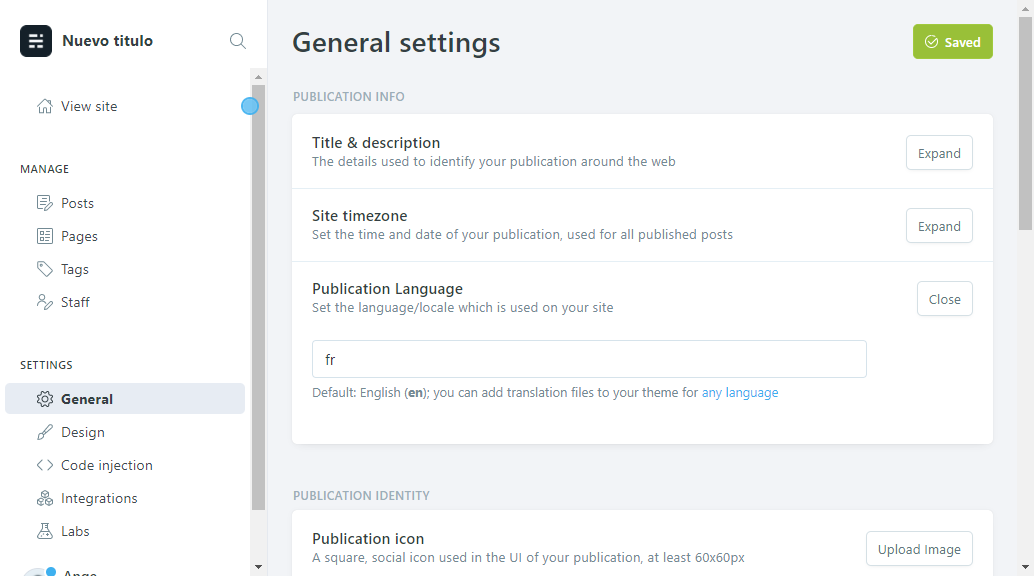 Nuevo titulo
View site
MANAGE
Posts
Pages
Tags
Staff
SETTINGS
General
Design
Code injection
Integrations
Labs
General settings
Saved
PUBLICATION INFO
Title & description
The details used to identify your publication around the web
Expand
Site timezone
Set the time and date of your publication, used for all published posts
Expand
Publication Language
Set the language/locale which is used on your site
Close
fr
Default: English (en); you can add translation files to your theme for any language
PUBLICATION IDENTITY
Publication icon
A square, social icon used in the UI of your publication, at least 60x60px
Upload Image